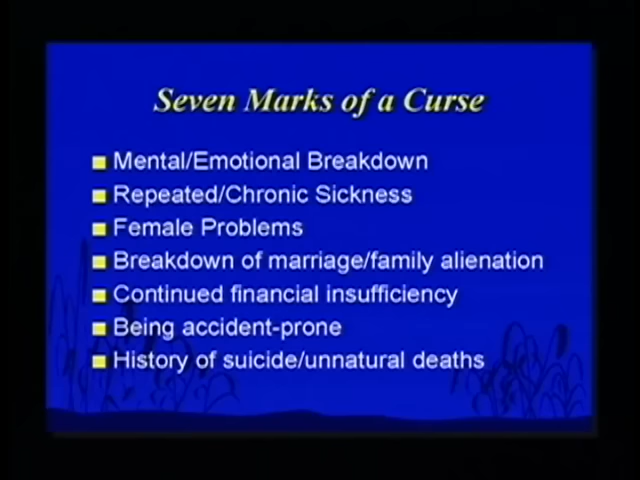 Seven Marks of a Curse
Mental/Emotional Breakdown
Repeated/Chronic Sickness
Female Problems
Breakdown of marriage/family alienation
Continued financial insufficiency
Being accident-prone
History of suicide/unnatural deaths